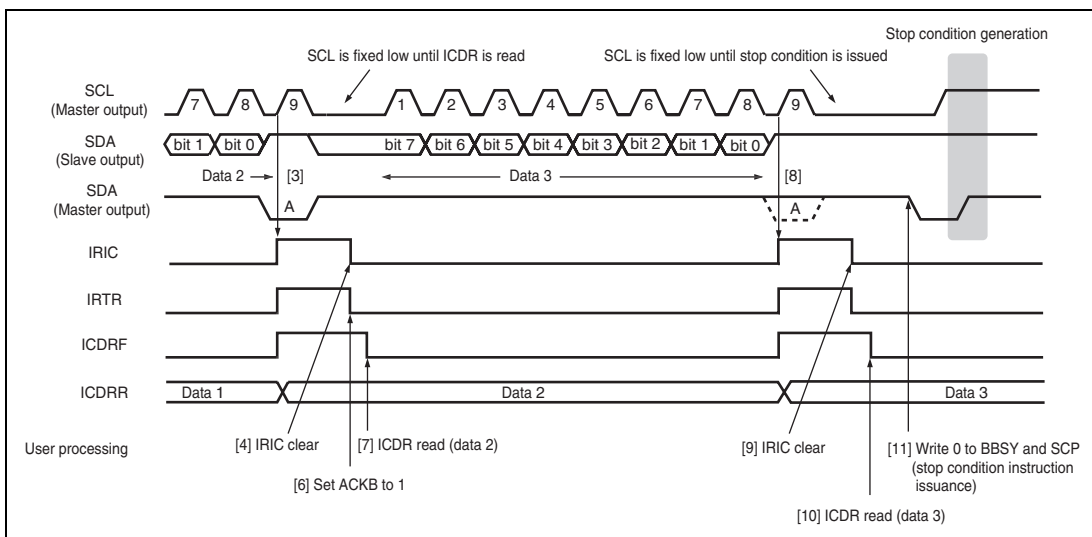 Stop condition generation
SCL is fixed low until ICDR is read
SCL is fixed low until stop condition is issued
SCL
(Master output)
7 8 9 1 2 3 4 5 6 7 8 9
SDA
(Slave output)
bit 1 bit 0 bit 7 bit 6 bit 5 bit 4 bit 3 bit 2 bit 1 bit 0
Data 2 [3] Data 3 [8]
SDA
(Master output)
A A
IRIC
IRTR
ICDRF
ICDRR
Data 1 Data 2 Data 3
User processing
[4] IRIC clear
[7] ICDR read (data 2)
[9] IRIC clear
[11] Write 0 to BBSY and SCP
(stop condition instruction
issuance)
[6] Set ACKB to 1
[10] ICDR read (data 3)